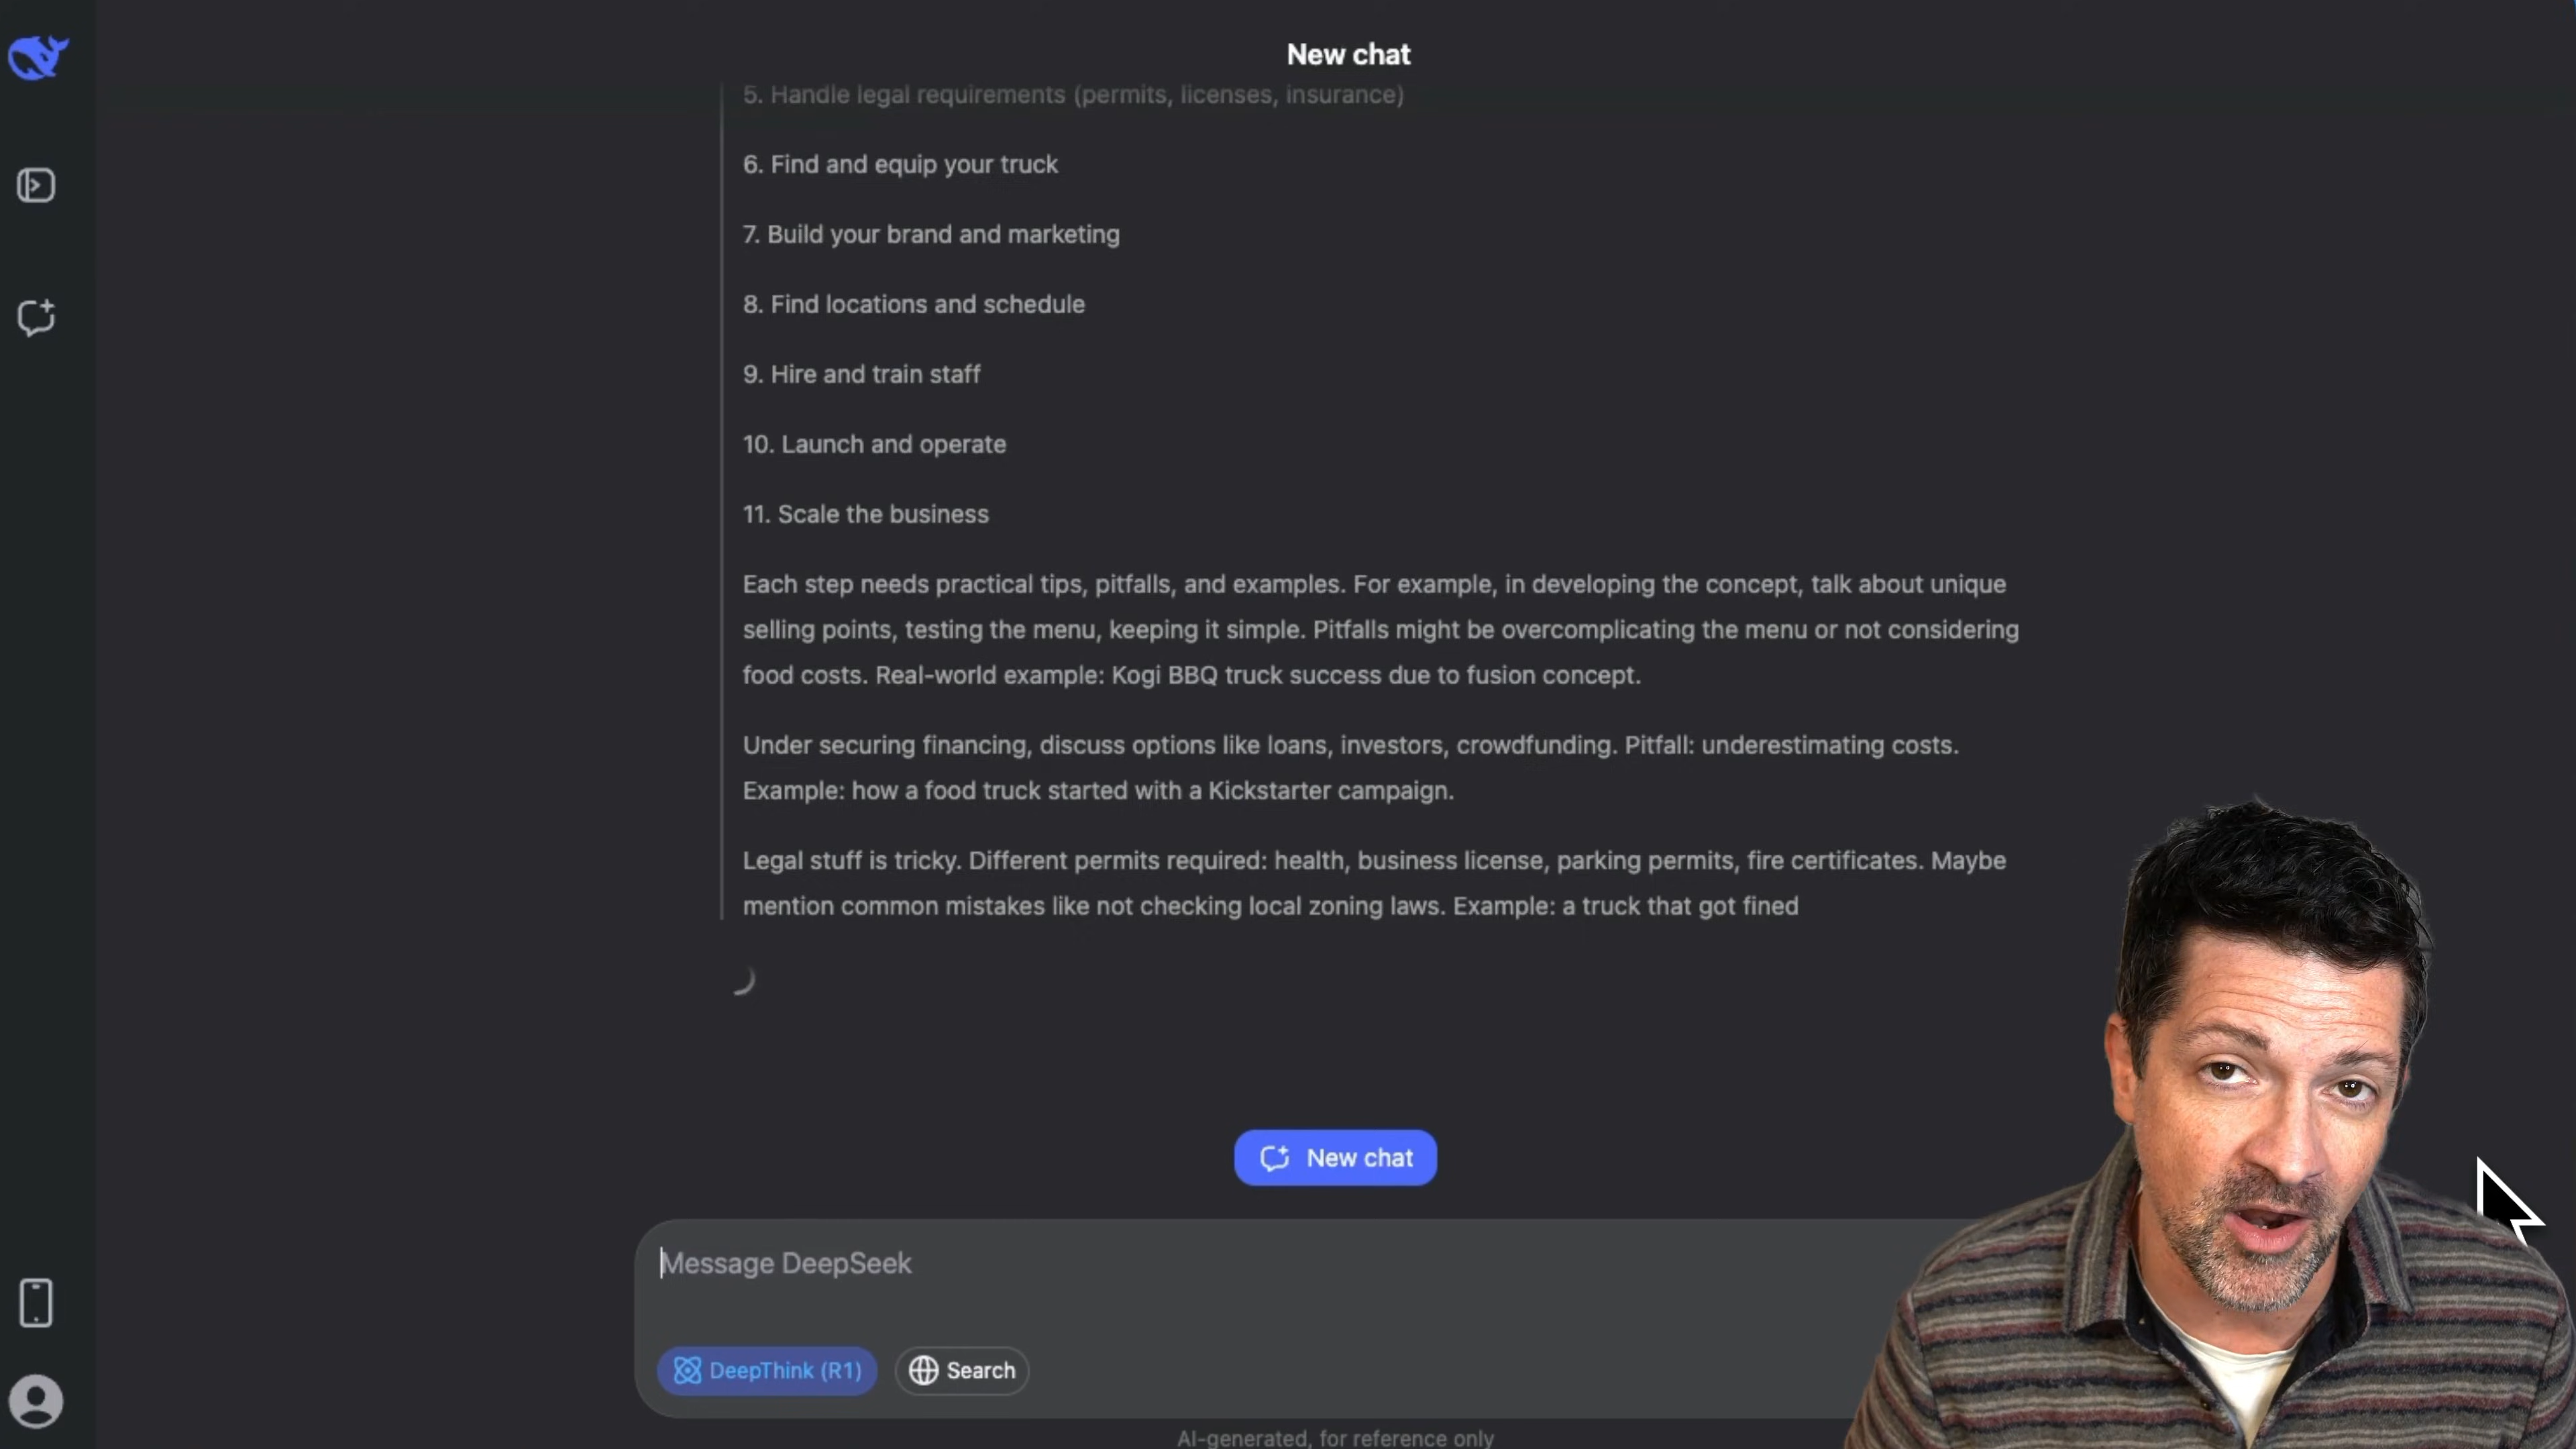 New chat
5. Handle legal requirements (permits, licenses, insurance)
6. Find and equip your truck
7. Build your brand and marketing
8. Find locations and schedule
9. Hire and train staff
10. Launch and operate
11. Scale the business
Each step needs practical tips, pitfalls, and examples. For example, in developing the concept, talk about unique
selling points, testing the menu, keeping it simple. Pitfalls might be overcomplicating the menu or not considering
food costs. Real-world example: Kogi BBQ truck success due to fusion concept.
Under securing financing, discuss options like loans, investors, crowdfunding. Pitfall: underestimating costs.
Example: how a food truck started with a Kickstarter campaign.
Legal stuff is tricky. Different permits required: health, business license, parking permits, fire certificates. Maybe
mention common mistakes like not checking local zoning laws. Example: a truck that got fined
New chat
Message DeepSeek
DeepThink (R1)
Search
AI-generated, for reference only